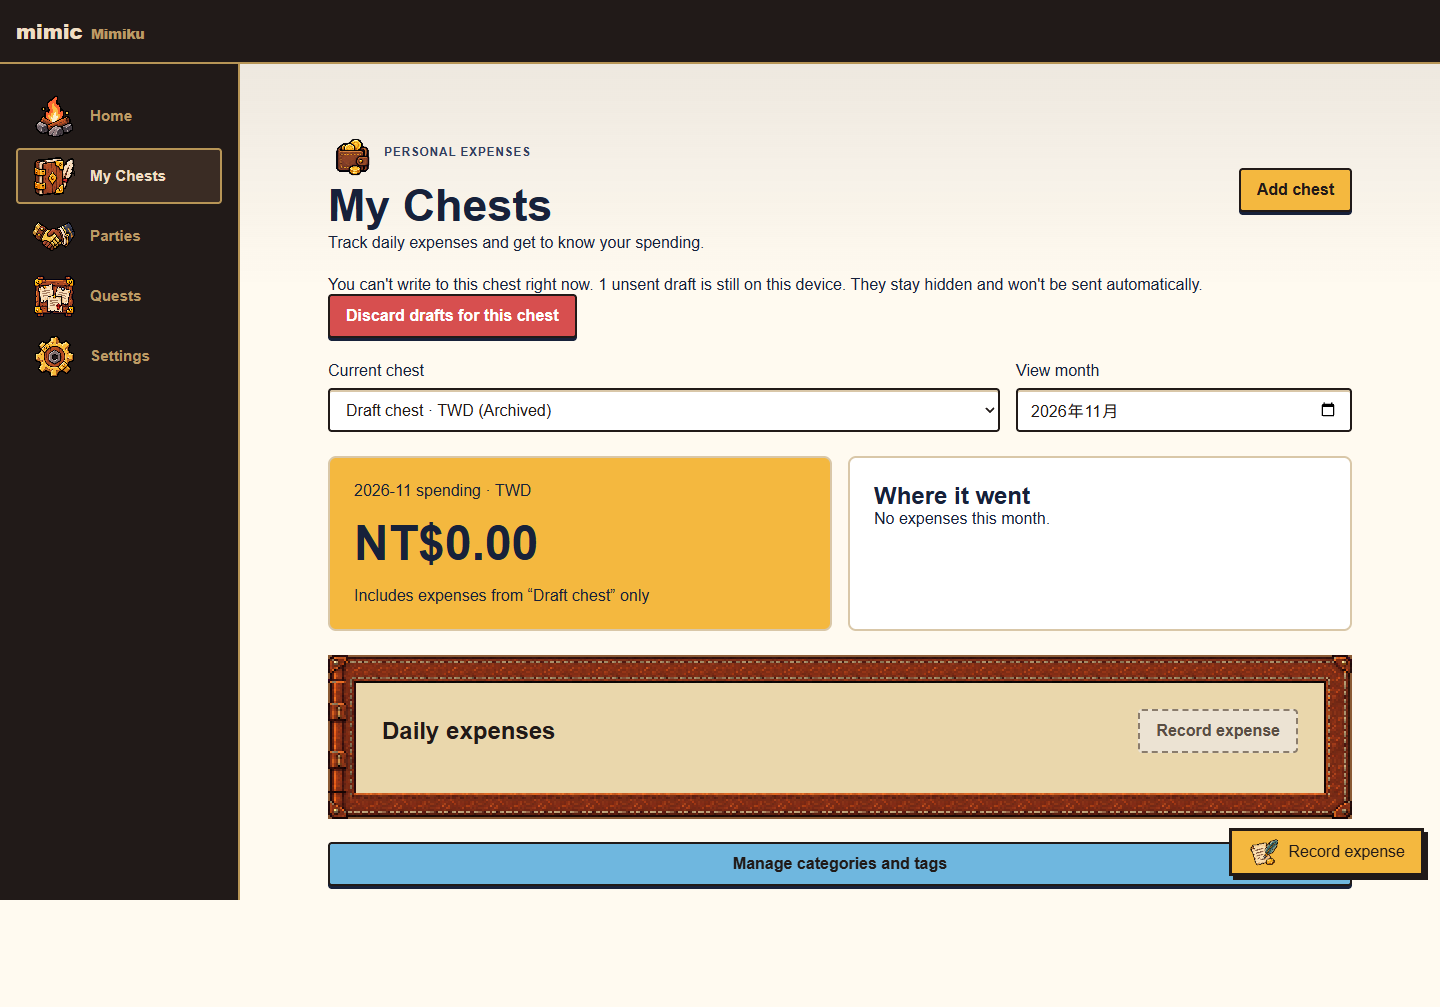 mimic Mimiku
Home
My Chests
Parties
Quests
Settings
PERSONAL EXPENSES
My Chests
Track daily expenses and get to know your spending.
Add chest
You can't write to this chest right now. 1 unsent draft is still on this device. They stay hidden and won't be sent automatically.
Discard drafts for this chest
Current chest
Draft chest · TWD (Archived)
View month
2026年11月
2026-11 spending · TWD
NT$0.00
Includes expenses from “Draft chest” only
Where it went
No expenses this month.
Daily expenses
Record expense
Manage categories and tags
Record expense